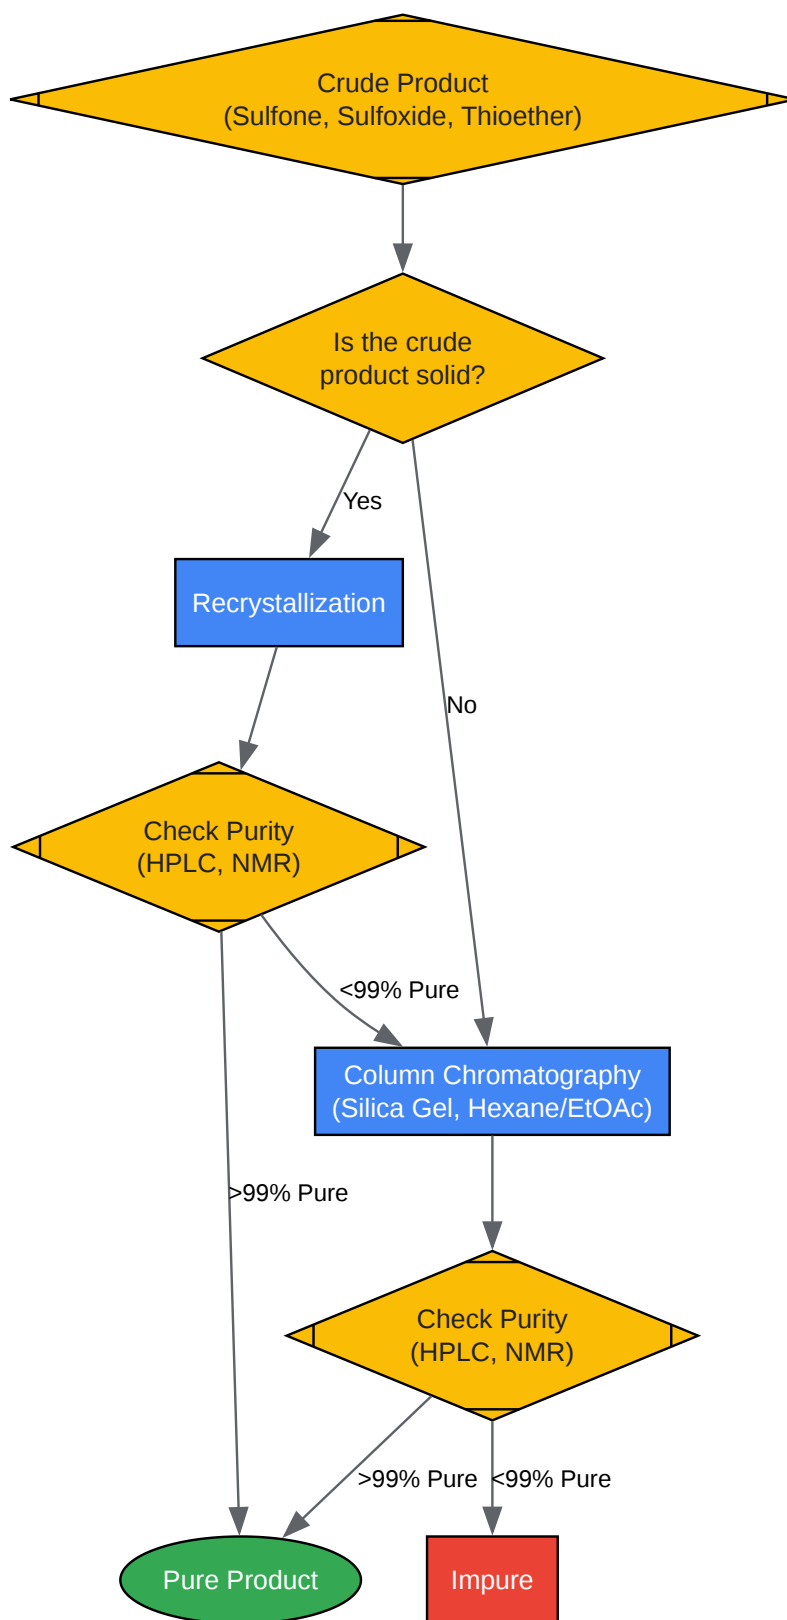 Crude Product
(Sulfone, Sulfoxide, Thioether)
Is the crude
product solid?
Yes
Recrystallization
No
Check Purity
(HPLC, NMR)
<99% Pure
Column Chromatography
(Silica Gel, Hexane/EtOAc)
>99% Pure
Check Purity
(HPLC, NMR)
>99% Pure
<99% Pure
Pure Product
Impure